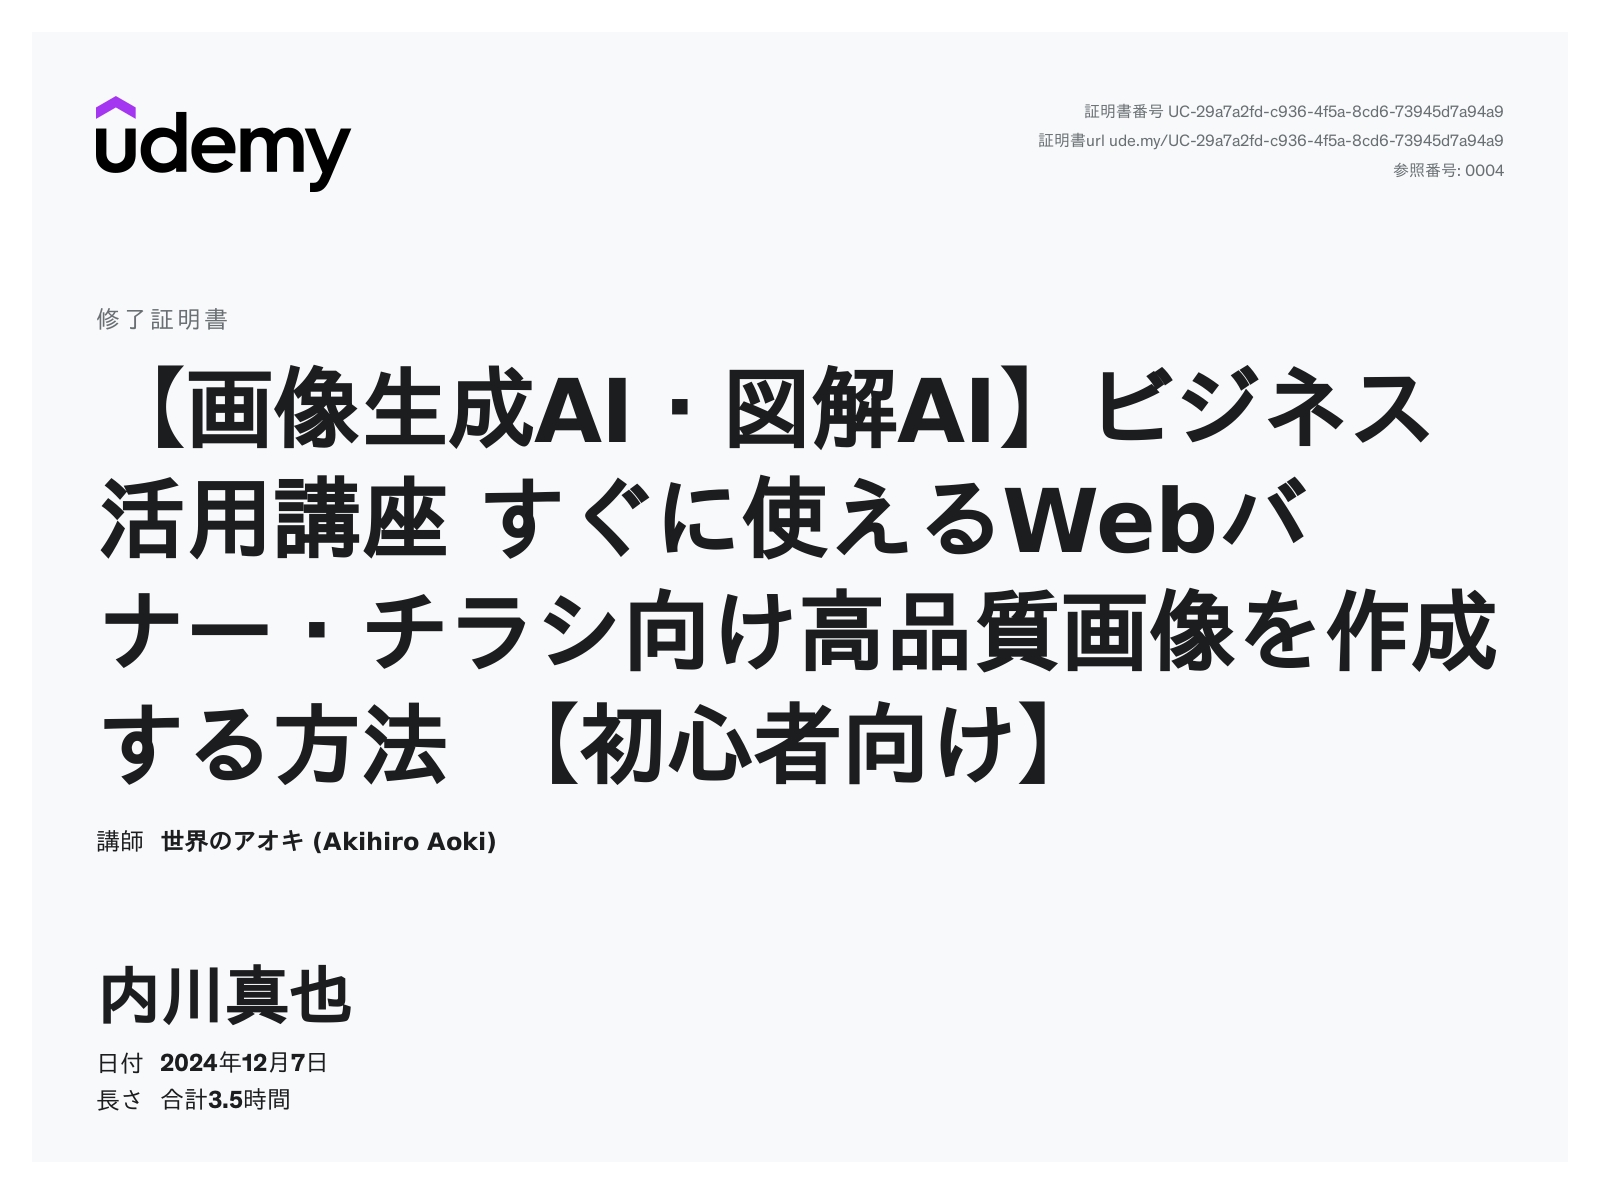 udemy
証明書番号 UC-29a7a2fd-c936-4f5a-8cd6-73945d7a94a9
証明書url ude.my/UC-29a7a2fd-c936-4f5a-8cd6-73945d7a94a9
参照番号: 0004
修了証明書
【画像生成AI・図解AI】ビジネス
活用講座 すぐに使えるWebバ
ナー・チラシ向け高品質画像を作成
する方法 【初心者向け】
講師 世界のアオキ (Akihiro Aoki)
内川真也
日付 2024年12月7日
長さ 合計3.5時間